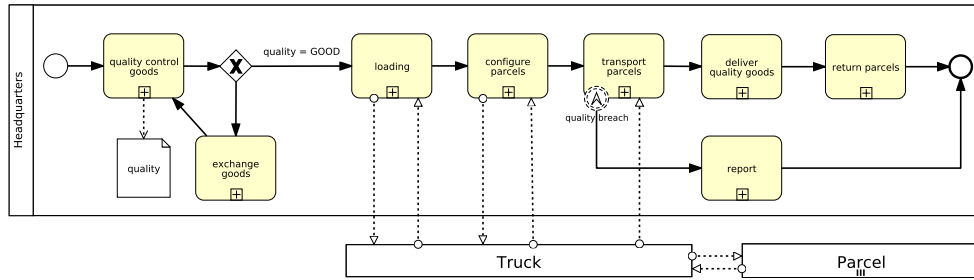 Headquarters
quality control
goods
quality = GOOD
loading
configure
parcels
transport
parcels
deliver
quality goods
return parcels
quality breach
quality
exchange
goods
report
Truck
Parcel